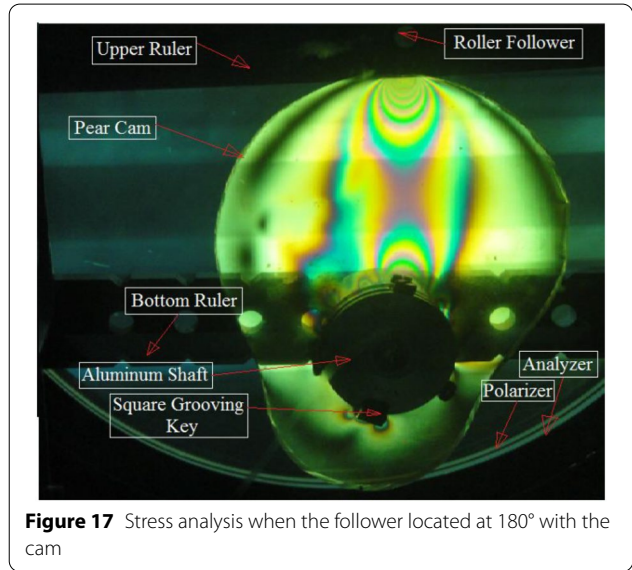 Roller Follower
Upper Ruler
Pear Cam
Bottom Ruler
Analyzer
Aluminum Shaft
Polarizer
Square Grooving
Key
Figure 17 Stress analysis when the follower located at 180° with the
cam